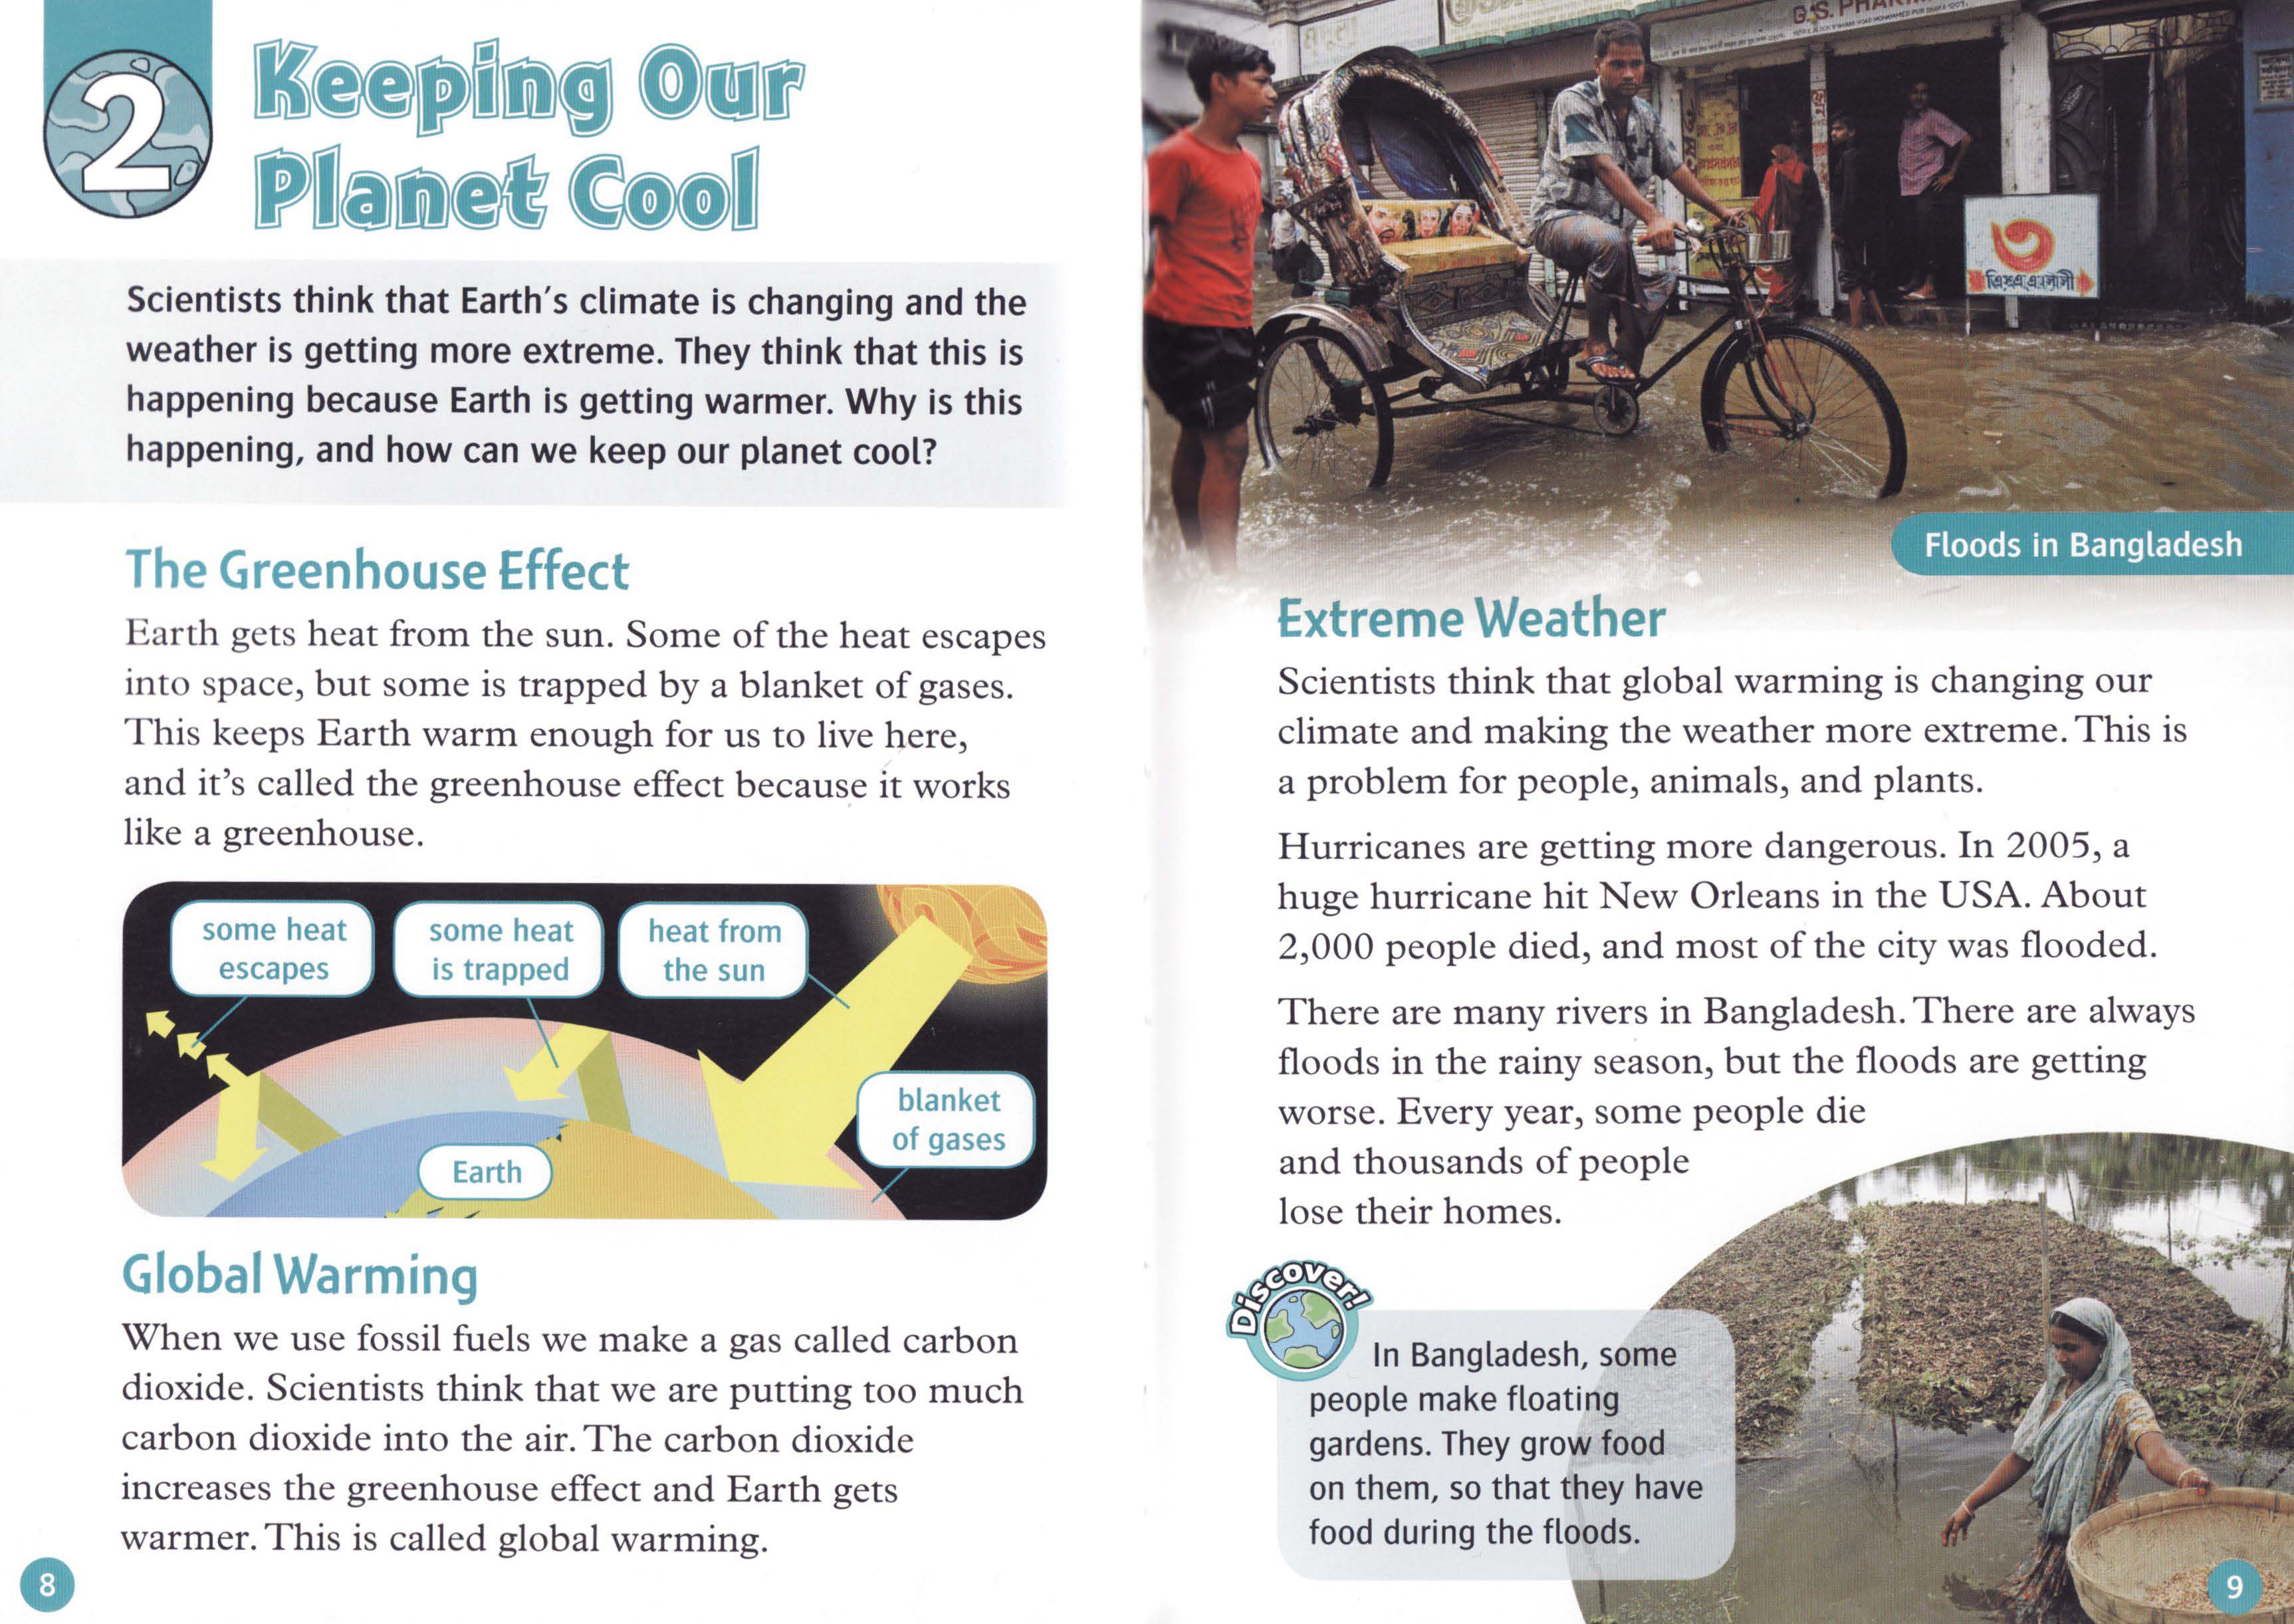 2
Keeping Our
Planet Cool
Scientists think that Earth's climate is changing and the
weather is getting more extreme. They think that this is
happening because Earth is getting warmer. Why is this
happening, and how can we keep our planet cool?
The Greenhouse Effect
Earth gets heat from the sun. Some of the heat escapes
into space, but some is trapped by a blanket of gases.
This keeps Earth warm enough for us to live here,
and it's called the greenhouse effect because it works
like a greenhouse.
some heat
escapes
some heat
is trapped
heat from
the sun
blanket
of gases
Earth
Global Warming
When we use fossil fuels we make a gas called carbon
dioxide. Scientists think that we are putting too much
carbon dioxide into the air. The carbon dioxide
increases the greenhouse effect and Earth gets
warmer. This is called global warming.
8
G.S. PHAR
Floods in Bangladesh
Extreme Weather
Scientists think that global warming is changing our
climate and making the weather more extreme. This is
a problem for people, animals, and plants.
Hurricanes are getting more dangerous. In 2005, a
huge hurricane hit New Orleans in the USA. About
2,000 people died, and most of the city was flooded.
There are many rivers in Bangladesh. There are always
floods in the rainy season, but the floods are getting
worse. Every year, some people die
and thousands of people
lose their homes.
Discover!
In Bangladesh, some
people make floating
gardens. They grow food
on them, so that they have
food during the floods.
9